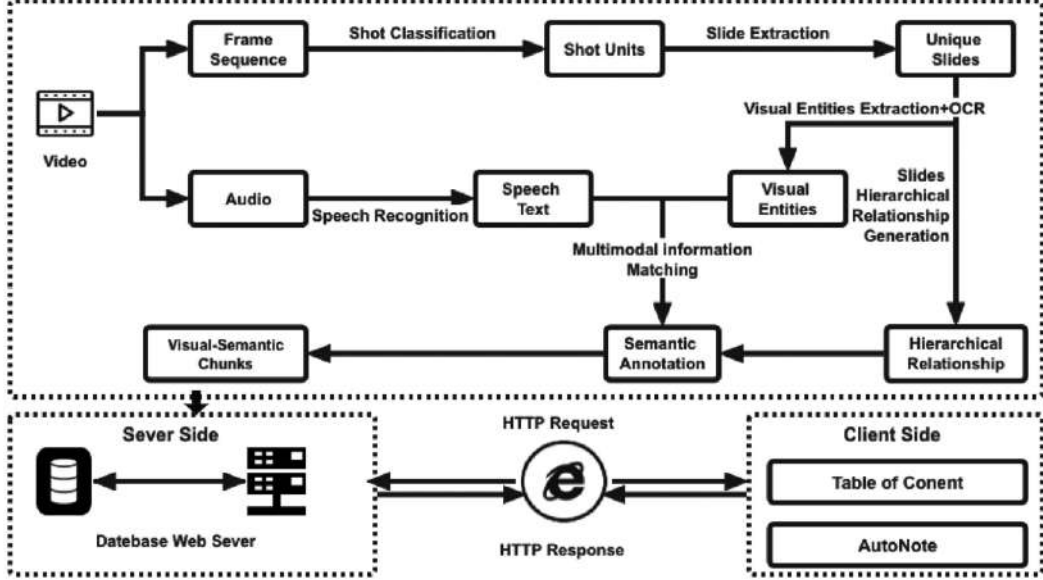 Frame
Sequence
Shot Classification
Shot Units
Slide Extraction
Unique
Slides
Visual Entities Extraction+OCR
Video
Audio
Speech Recognition
Speech
Text
Visual
Entities
Slides
Hierarchical
Relationship
Generation
Multimodal information
Matching
Visual-Semantic
Chunks
Semantic
Annotation
Hierarchical
Relationship
Sever Side
HTTP Request
Client Side
Table of Conent
Datebase Web Sever
HTTP Response
AutoNote